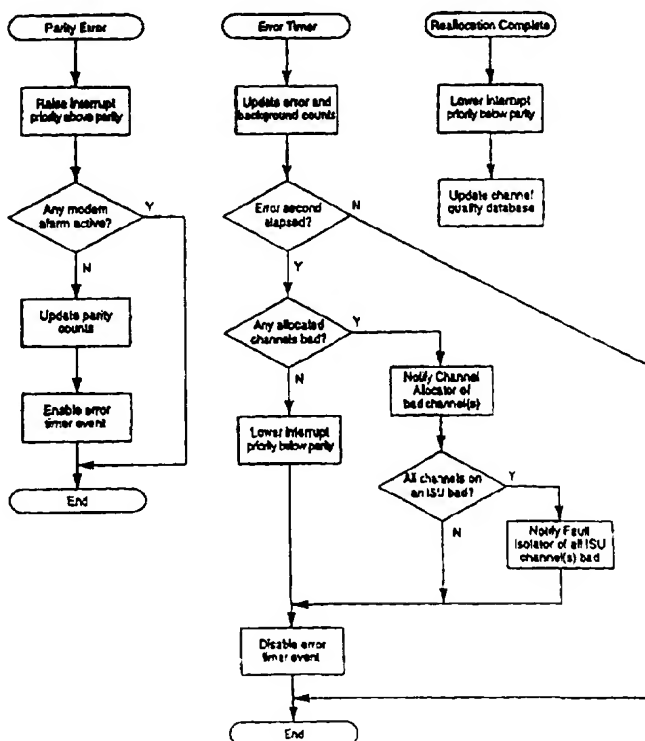 Parity Error
Raise interrupt
priority above parity
Any modem
alarm active?
Y
N
Update parity
counts
Enable error
timer event
End
Error Timer
Update error and
background counts
Error second
elapsed?
N
Y
Any allocated
channels bad?
Y
N
Notify Channel
Allocator of
bad channel(s)
Lower interrupt
priority below parity
All channels on
an ISU bad?
Y
N
Notify Fault
Isolator of all ISU
channel(s) bad
Disable error
timer event
End
Reallocation Complete
Lower interrupt
priority below parity
Update channel
quality database